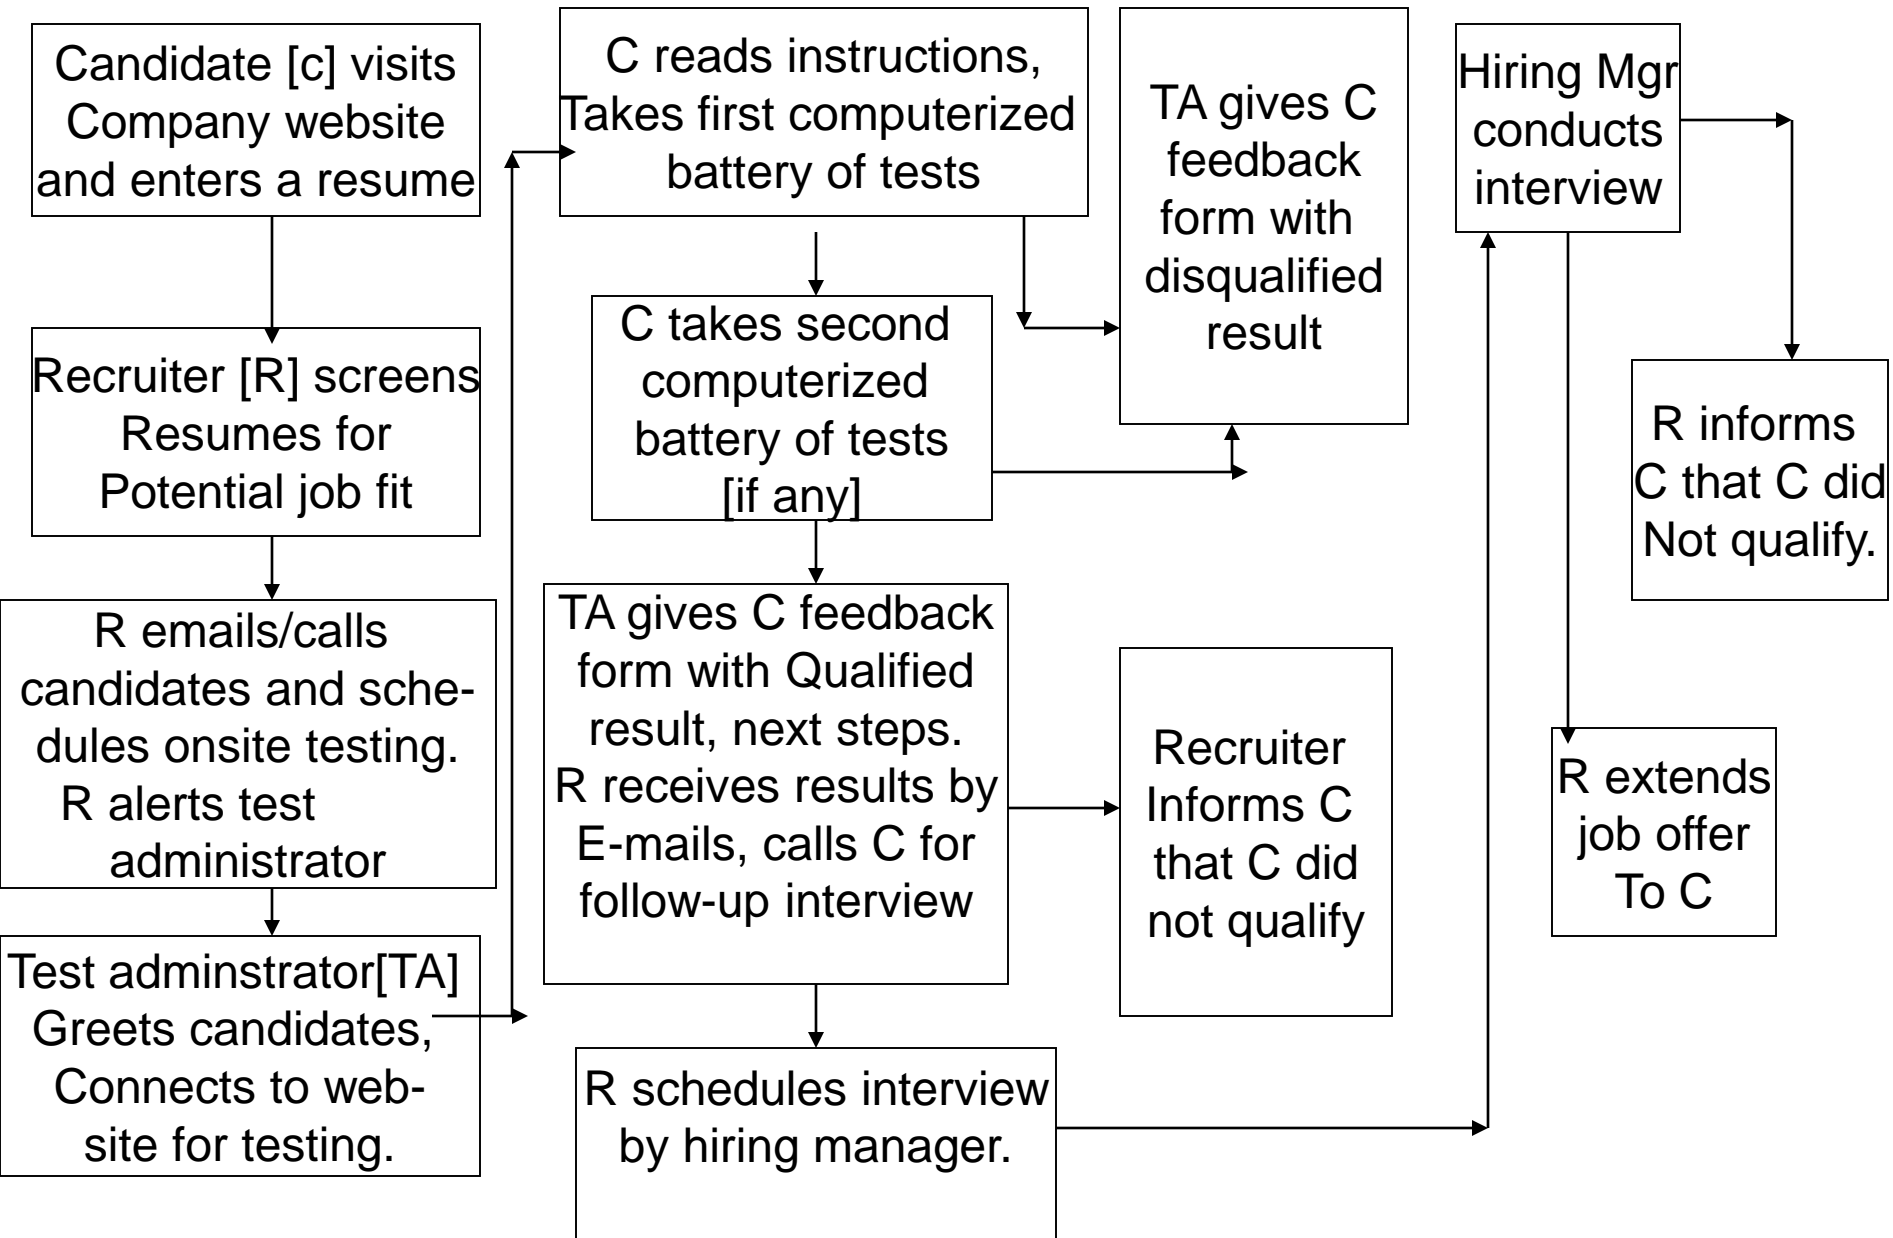 Candidate [c] visits
Company website
and enters a resume
Recruiter [R] screens
Resumes for
Potential job fit
R emails/calls
candidates and sche-
dules onsite testing.
R alerts test
administrator
Test adminstrator[TA]
Greets candidates,
Connects to web-
site for testing.
C reads instructions,
Takes first computerized
battery of tests
C takes second
computerized
battery of tests
[if any]
TA gives C feedback
form with Qualified
result, next steps.
R receives results by
E-mails, calls C for
follow-up interview
R schedules interview
by hiring manager.
TA gives C
feedback
form with
disqualified
result
Recruiter
Informs C
that C did
not qualify
Hiring Mgr
conducts
interview
R informs
C that C did
Not qualify.
R extends
job offer
To C